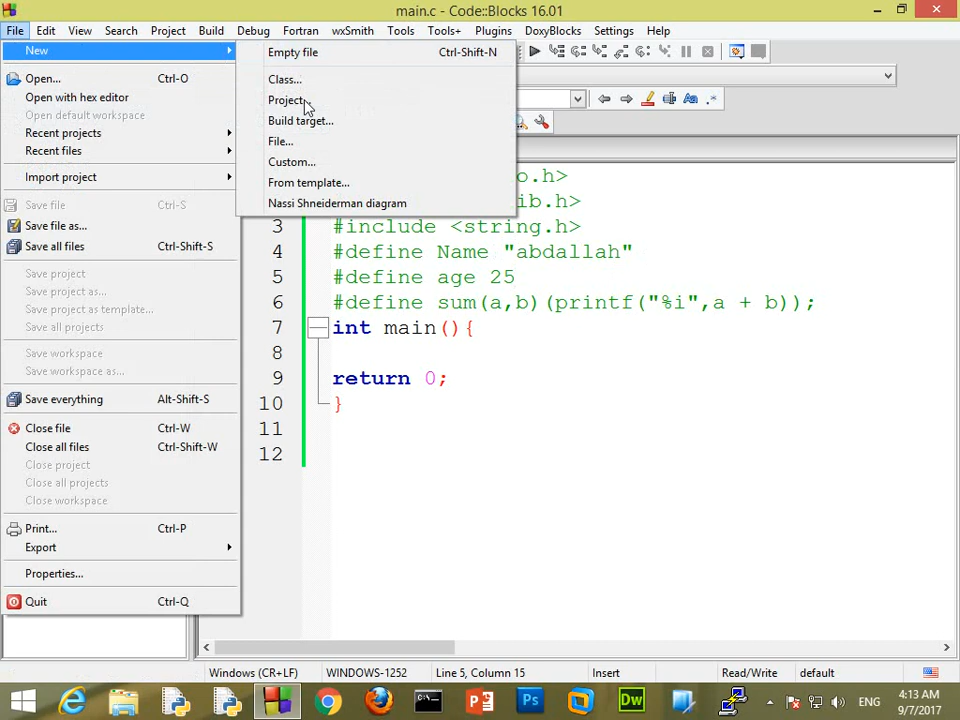 main.c - Code::Blocks 16.01
File Edit View Search Project Build Debug Fortran wxSmith Tools Tools+ Plugins DoxyBlocks Settings Help
New
Open... Ctrl-O
Open with hex editor
Open default workspace
Recent projects
Recent files
Import project
Save file Ctrl-S
Save file as...
Save all files Ctrl-Shift-S
Save project
Save project as...
Save project as template...
Save all projects
Save workspace
Save workspace as...
Save everything Alt-Shift-S
Close file Ctrl-W
Close all files Ctrl-Shift-W
Close project
Close all projects
Close workspace
Print... Ctrl-P
Export
Properties...
Quit Ctrl-Q
Empty file Ctrl-Shift-N
Class...
Project...
Build target...
File...
Custom...
From template...
Nassi Shneiderman diagram
Aa .*
o.h>
ib.h>
3 #include <string.h>
4 #define Name "abdallah"
5 #define age 25
6 #define sum(a,b)(printf("%i",a + b));
7 int main(){
8
9 return 0;
10 }
11
12
Windows (CR+LF) WINDOWS-1252 Line 5, Column 15 Insert Read/Write default
Ps Dw ENG
4:13 AM
9/7/2017